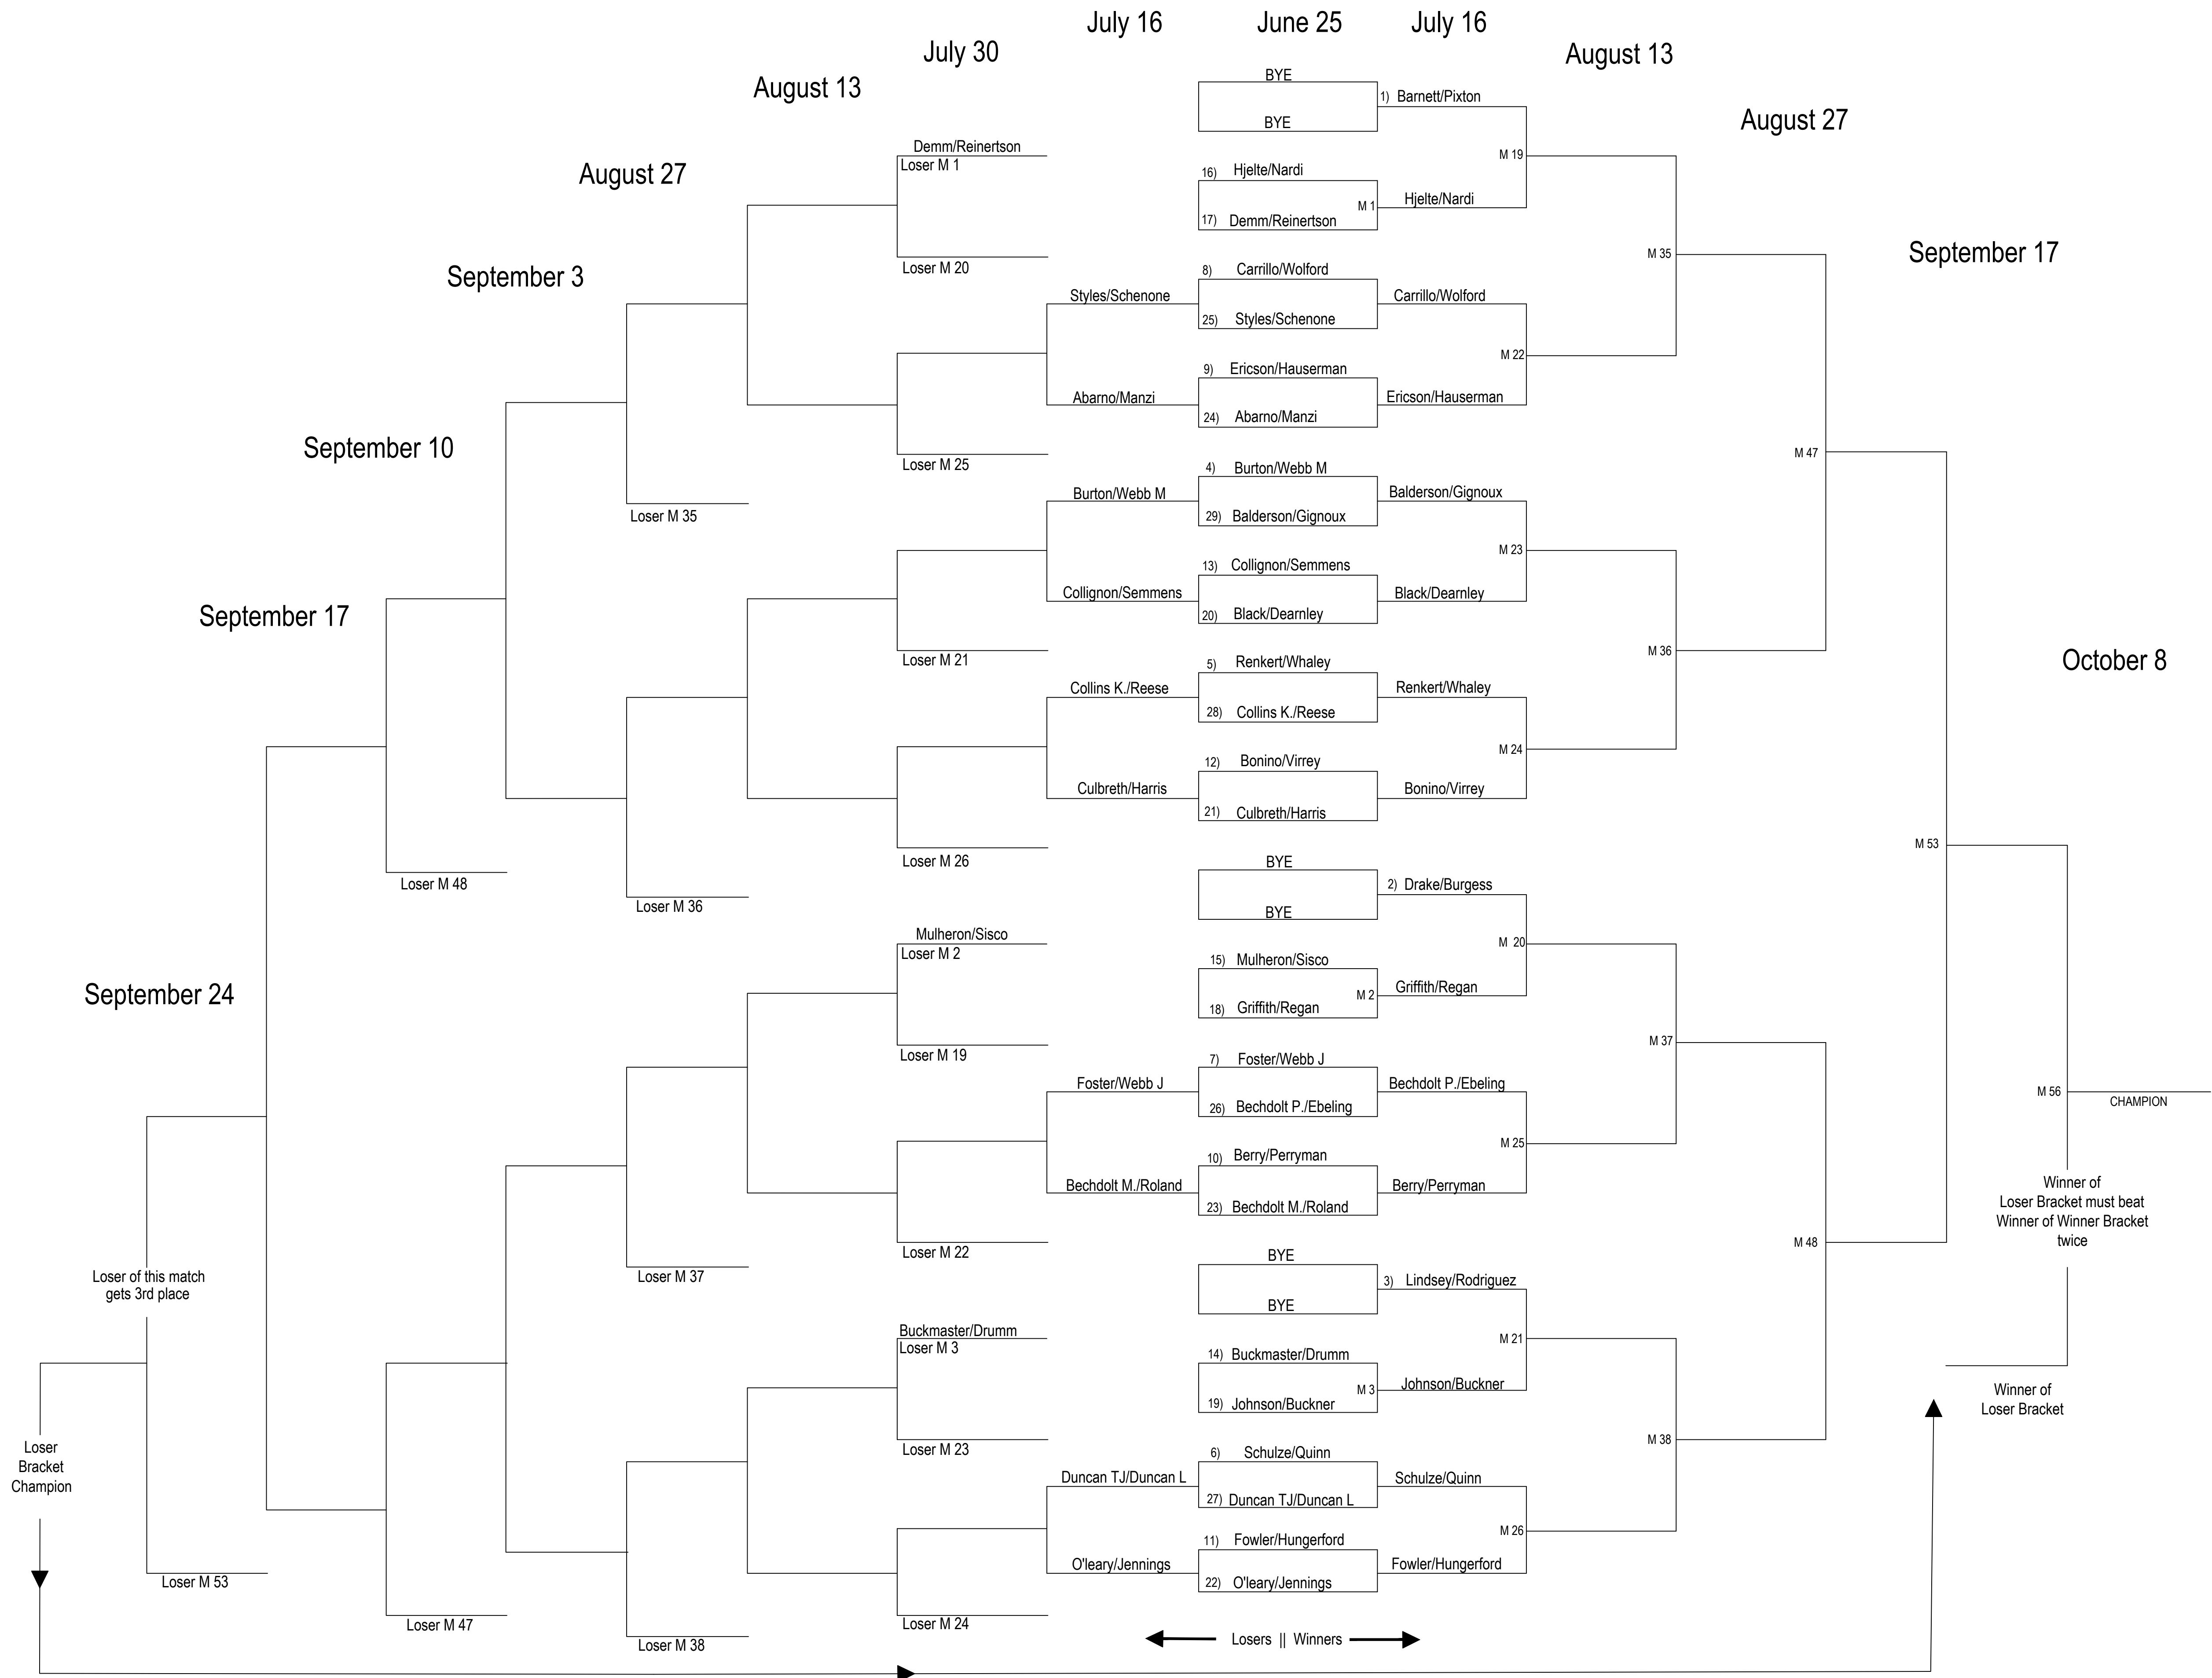 July 16
June 25
July 16
July 30
August 13
August 13
August 27
August 27
September 3
September 17
September 10
September 17
October 8
September 24
BYE
BYE
1) Barnett/Pixton
M 19
16) Hjelte/Nardi
17) Demm/Reinertson
M 1
Hjelte/Nardi
Demm/Reinertson
Loser M 1
Loser M 20
M 35
8) Carrillo/Wolford
25) Styles/Schenone
Styles/Schenone
Carrillo/Wolford
M 22
9) Ericson/Hauserman
24) Abarno/Manzi
Abarno/Manzi
Ericson/Hauserman
Loser M 25
M 47
4) Burton/Webb M
29) Balderson/Gignoux
Burton/Webb M
Balderson/Gignoux
Loser M 35
M 23
13) Collignon/Semmens
20) Black/Dearnley
Collignon/Semmens
Black/Dearnley
Loser M 21
M 36
5) Renkert/Whaley
28) Collins K./Reese
Collins K./Reese
Renkert/Whaley
M 24
12) Bonino/Virrey
21) Culbreth/Harris
Culbreth/Harris
Bonino/Virrey
Loser M 26
M 53
BYE
BYE
2) Drake/Burgess
Loser M 48
Loser M 36
M 20
Mulheron/Sisco
Loser M 2
15) Mulheron/Sisco
18) Griffith/Regan
M 2
Griffith/Regan
Loser M 19
M 37
7) Foster/Webb J
26) Bechdolt P./Ebeling
Foster/Webb J
Bechdolt P./Ebeling
M 56
CHAMPION
M 25
10) Berry/Perryman
23) Bechdolt M./Roland
Bechdolt M./Roland
Berry/Perryman
Winner of
Loser Bracket must beat
Winner of Winner Bracket
twice
Loser M 22
M 48
BYE
BYE
3) Lindsey/Rodriguez
Loser M 37
Loser of this match
gets 3rd place
Buckmaster/Drumm
Loser M 3
M 21
14) Buckmaster/Drumm
19) Johnson/Buckner
M 3
Johnson/Buckner
Winner of
Loser Bracket
Loser M 23
M 38
Loser
Bracket
Champion
6) Schulze/Quinn
27) Duncan TJ/Duncan L
Duncan TJ/Duncan L
Schulze/Quinn
M 26
11) Fowler/Hungerford
22) O'leary/Jennings
O'leary/Jennings
Fowler/Hungerford
Loser M 53
Loser M 47
Loser M 24
Loser M 38
Losers || Winners